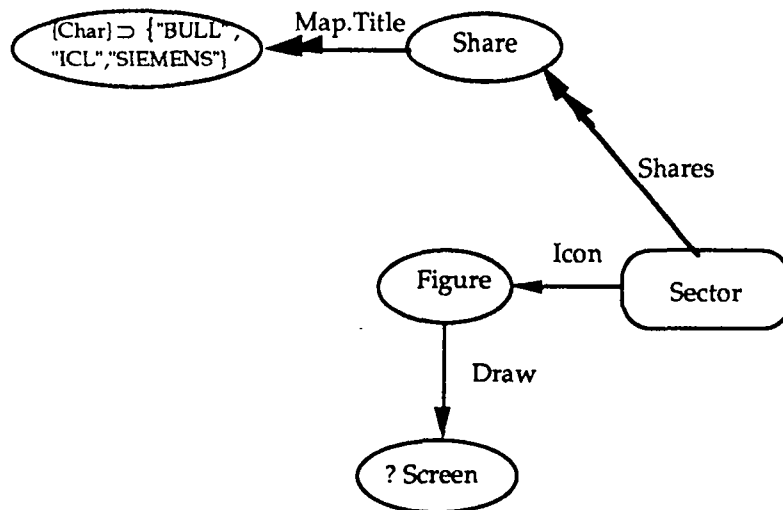 {Char} ⊃ {"BULL",
"ICL","SIEMENS"}
Map.Title
Share
Shares
Icon
Figure
Sector
Draw
? Screen